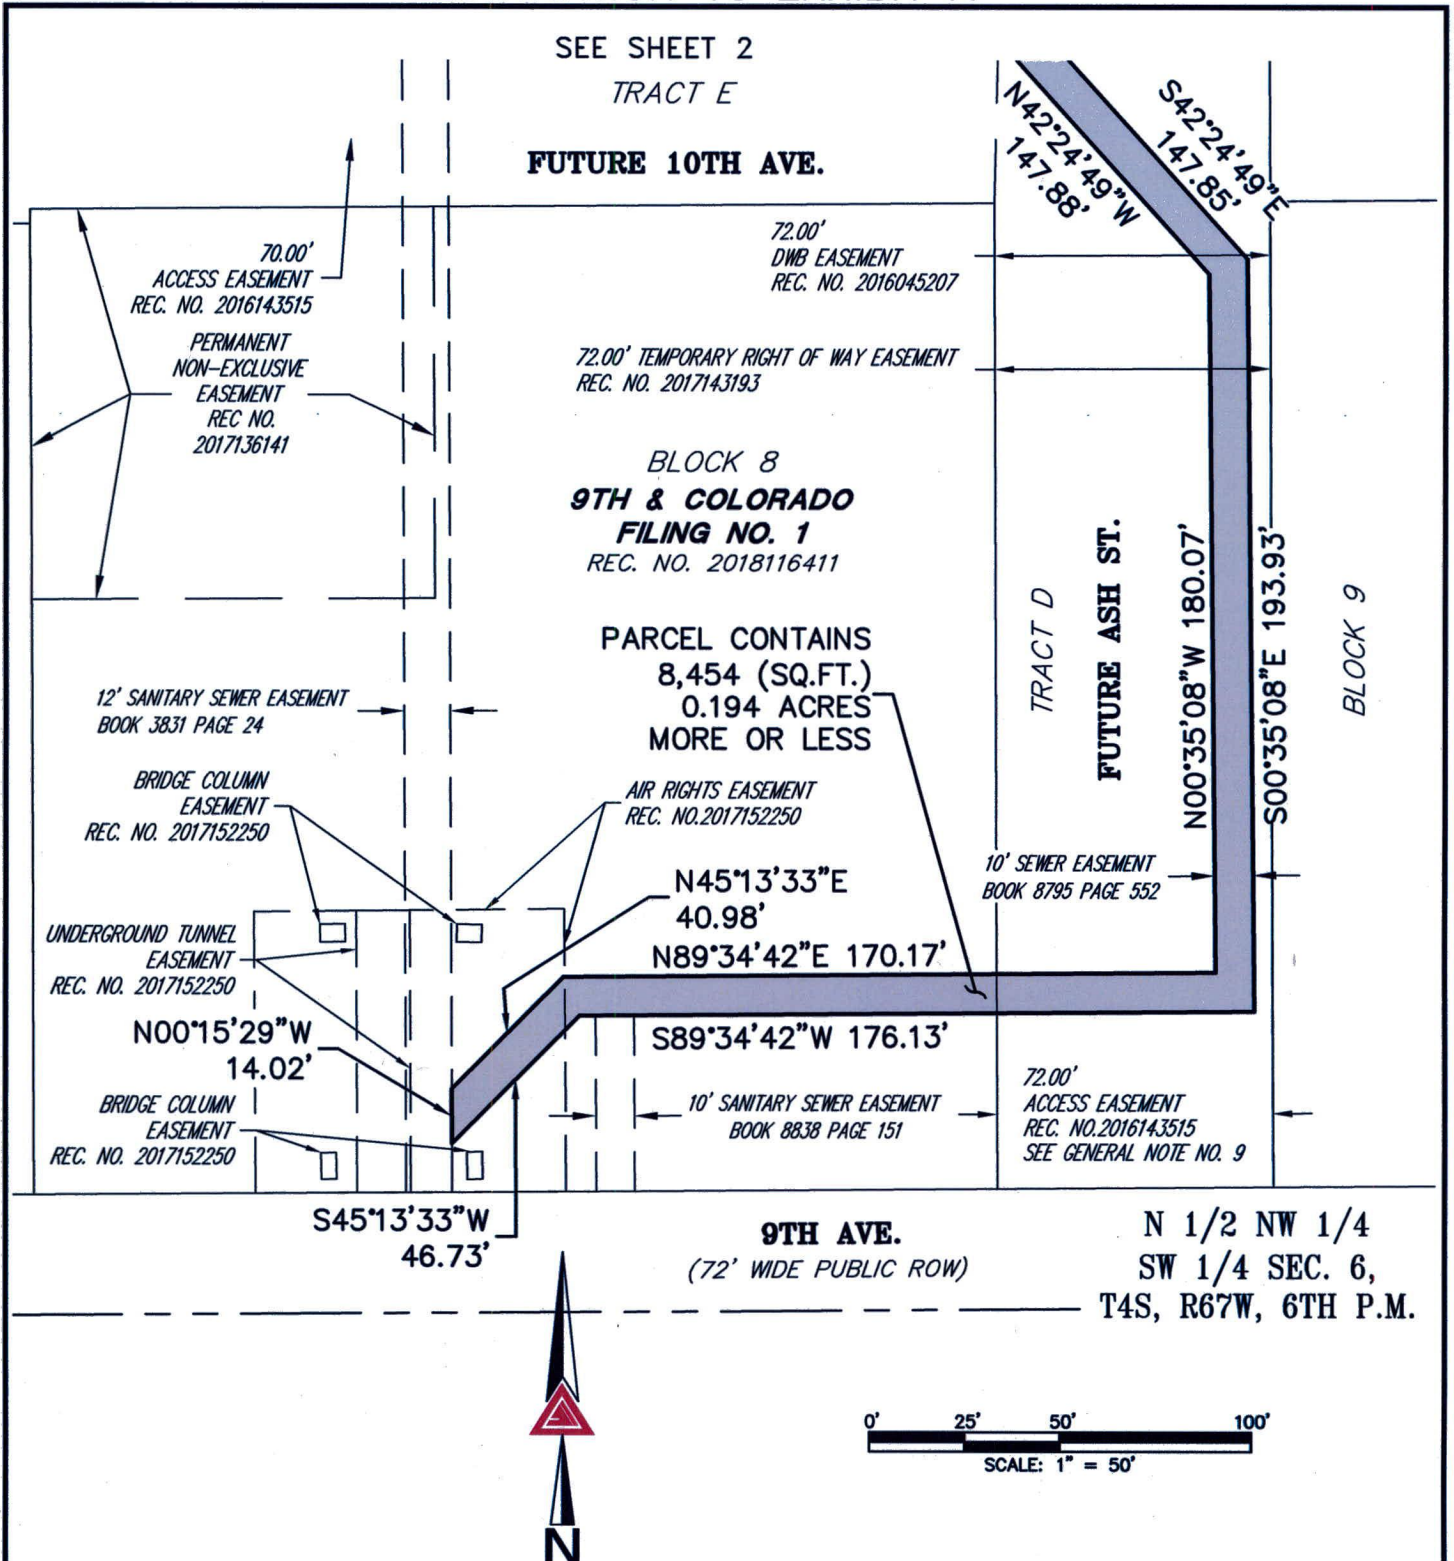 SEE SHEET 2
TRACT E
FUTURE 10TH AVE.
N42°24'49"W
147.88'
S42°24'49"E
147.85'
70.00'
ACCESS EASEMENT
REC. NO. 2016143515
72.00'
DWB EASEMENT
REC. NO. 2016045207
PERMANENT
NON-EXCLUSIVE
EASEMENT
REC NO.
2017136141
72.00' TEMPORARY RIGHT OF WAY EASEMENT
REC. NO. 2017143193
BLOCK 8
9TH & COLORADO
FILING NO. 1
REC. NO. 2018116411
TRACT D
FUTURE ASH ST.
N00°35'08"W 180.07'
S00°35'08"E 193.93'
BLOCK 9
PARCEL CONTAINS
8,454 (SQ.FT.)
0.194 ACRES
MORE OR LESS
12' SANITARY SEWER EASEMENT
BOOK 3831 PAGE 24
BRIDGE COLUMN
EASEMENT
REC. NO. 2017152250
AIR RIGHTS EASEMENT
REC. NO.2017152250
10' SEWER EASEMENT
BOOK 8795 PAGE 552
N45°13'33"E
40.98'
UNDERGROUND TUNNEL
EASEMENT
REC. NO. 2017152250
N89°34'42"E 170.17'
N00°15'29"W
14.02'
S89°34'42"W 176.13'
BRIDGE COLUMN
EASEMENT
REC. NO. 2017152250
10' SANITARY SEWER EASEMENT
BOOK 8838 PAGE 151
72.00'
ACCESS EASEMENT
REC. NO.2016143515
SEE GENERAL NOTE NO. 9
S45°13'33"W
46.73'
9TH AVE.
(72' WIDE PUBLIC ROW)
N 1/2 NW 1/4
SW 1/4 SEC. 6,
T4S, R67W, 6TH P.M.
0' 25' 50' 100'
SCALE: 1" = 50'
N